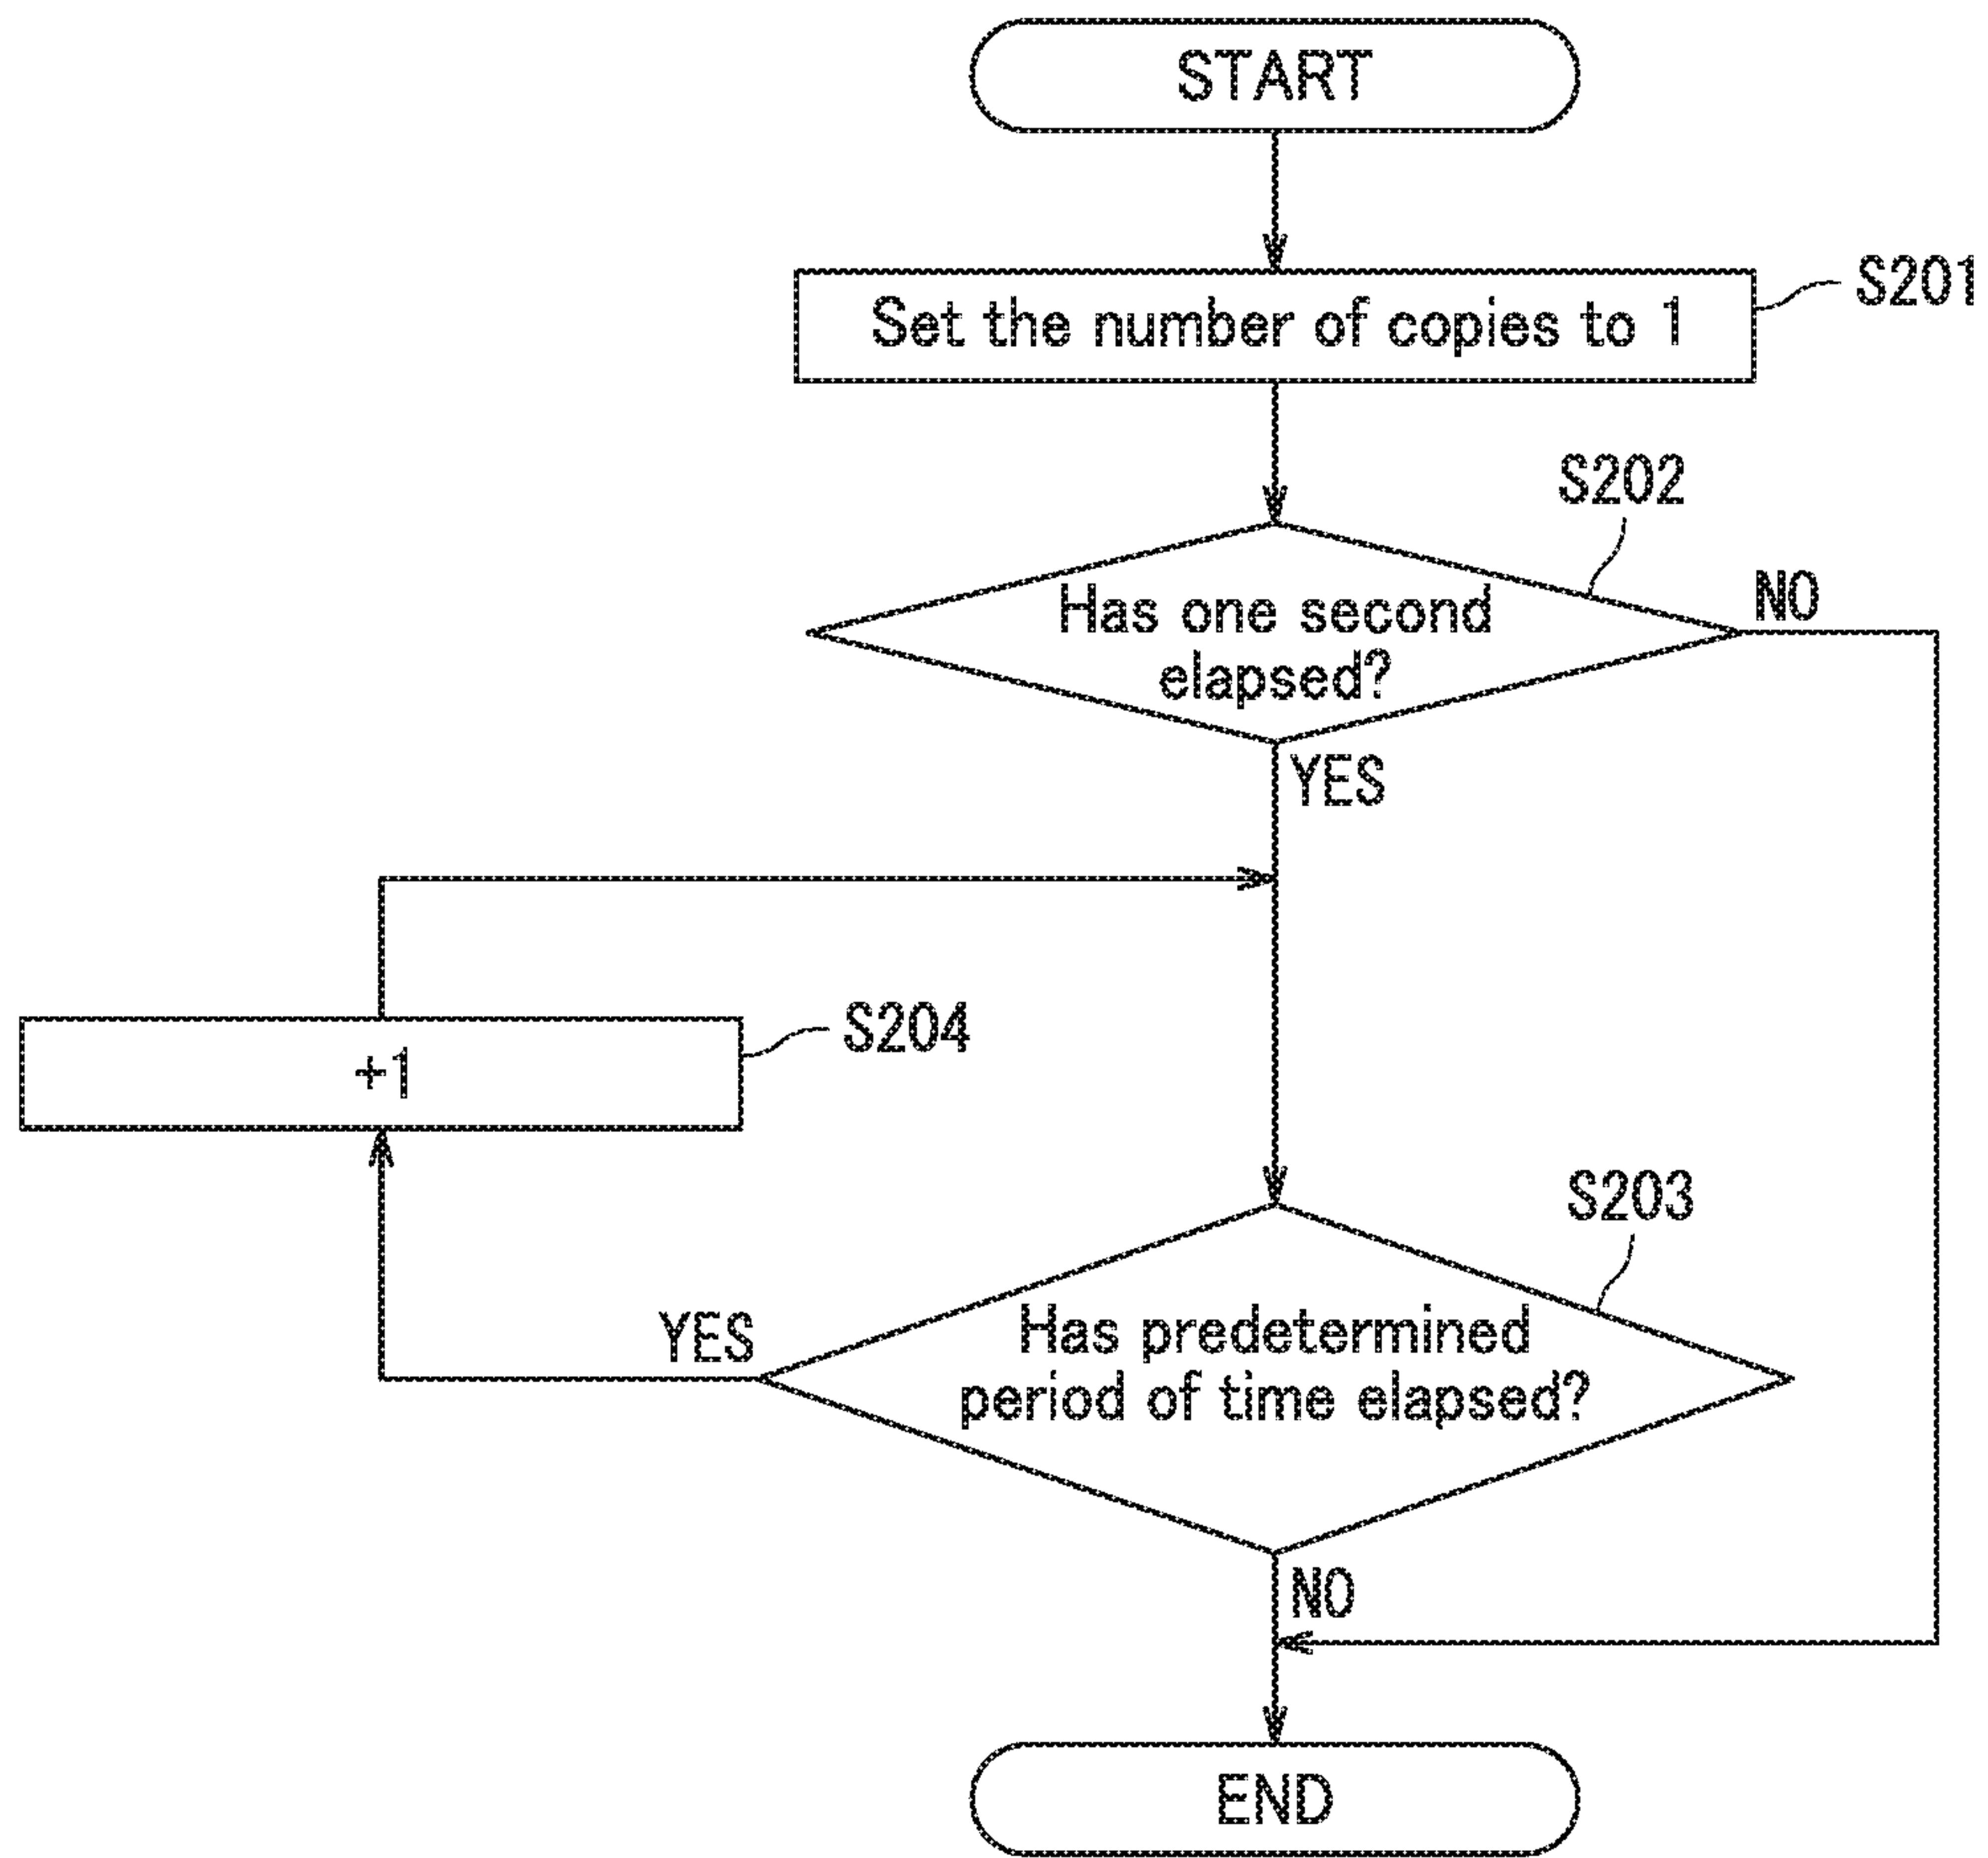 START
Set the number of copies to 1
S201
S202
Has one second
elapsed?
NO
YES
+1
S204
S203
Has predetermined
period of time elapsed?
YES
NO
END